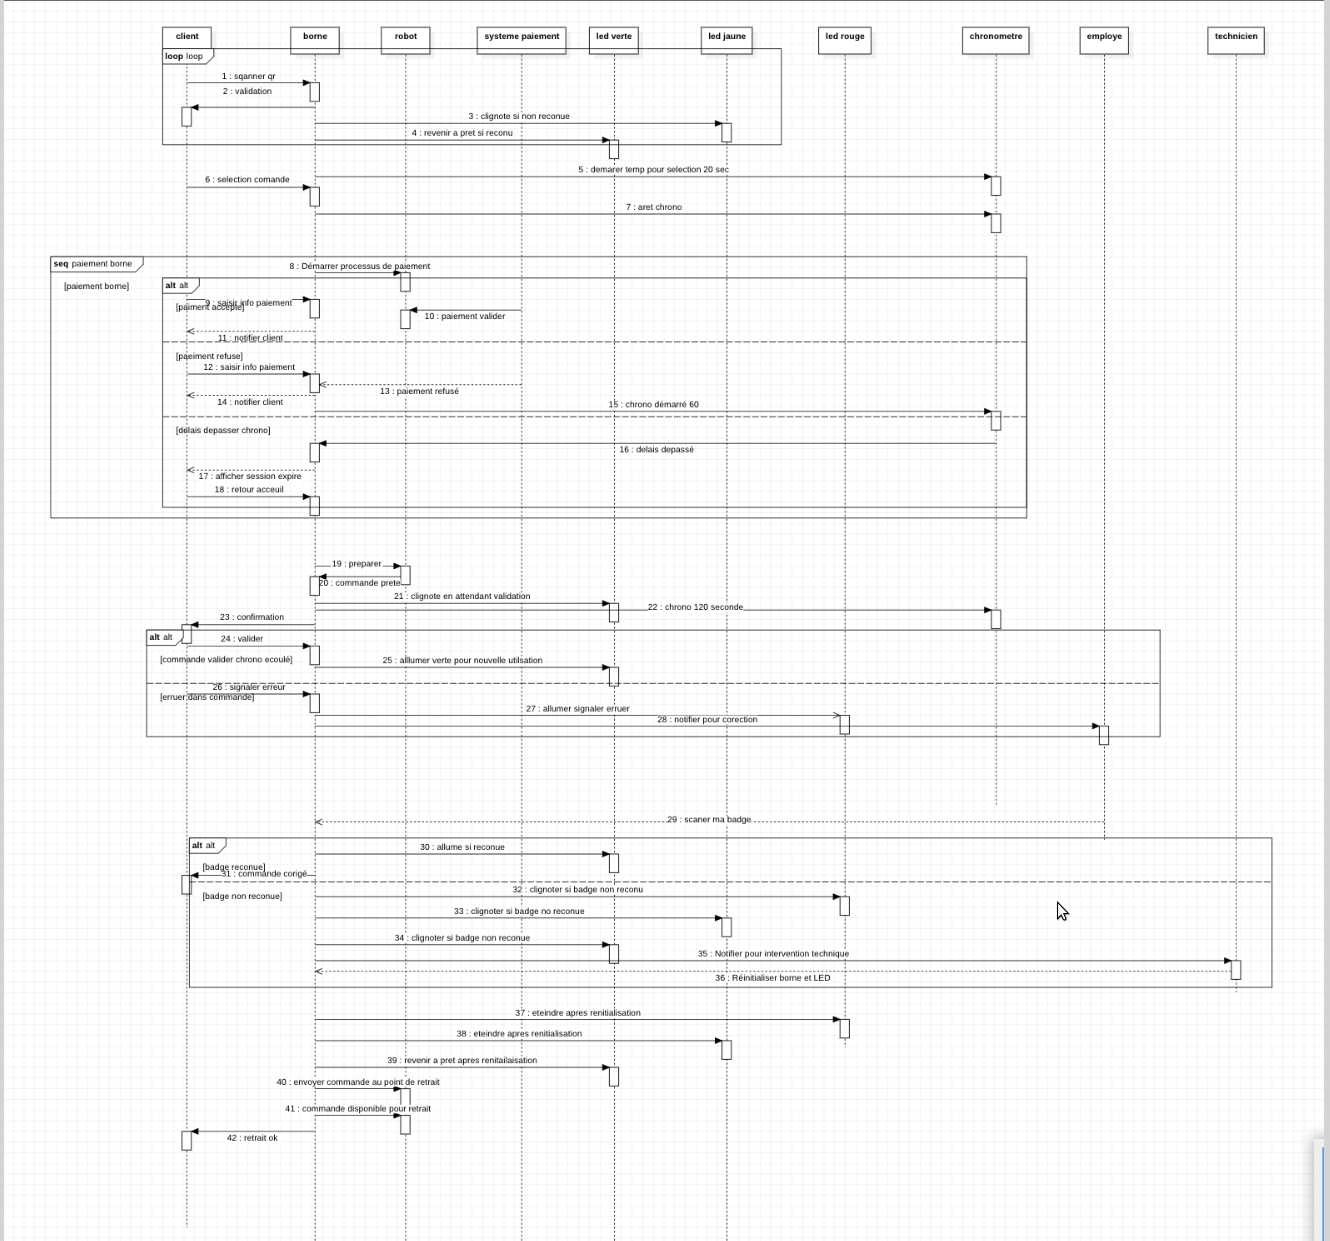 client
borne
robot
systeme paiement
led verte
led jaune
led rouge
chronometre
employe
technicien
loop loop
1 : sqanner qr
2 : validation
3 : clignote si non reconue
4 : revenir a pret si reconu
5 : demarer temp pour selection 20 sec
6 : selection comande
7 : aret chrono
seq paiement borne
8 : Démarrer processus de paiement
[paiement borne]
alt alt
9 : saisir info paiement
[paiment accepte]
10 : paiement valider
11 : notifier client
[paeiment refuse]
12 : saisir info paiement
13 : paiement refusé
14 : notifier client
15 : chrono démarré 60
[delais depasser chrono]
16 : delais depassé
17 : afficher session expire
18 : retour acceuil
19 : preparer
20 : commande prete
21 : clignote en attendant validation
22 : chrono 120 seconde
23 : confirmation
alt alt
24 : valider
[commande valider chrono ecoulé]
25 : alllumer verte pour nouvelle utilsation
26 : signaler erreur
[erruer dans commande]
27 : allumer signaler erruer
28 : notifier pour corection
29 : scaner ma badge
alt alt
30 : allume si reconue
[badge reconue]
31 : commande corigé
32 : clignoter si badge non reconu
[badge non reconue]
33 : clignoter si badge no reconue
34 : clignoter si badge non reconue
35 : Notifier pour intervention technique
36 : Réinitialiser borne et LED
37 : eteindre apres renitialisation
38 : eteindre apres renitialisation
39 : revenir a pret apres renitailaisation
40 : envoyer commande au point de retrait
41 : commande disponible pour retrait
42 : retrait ok